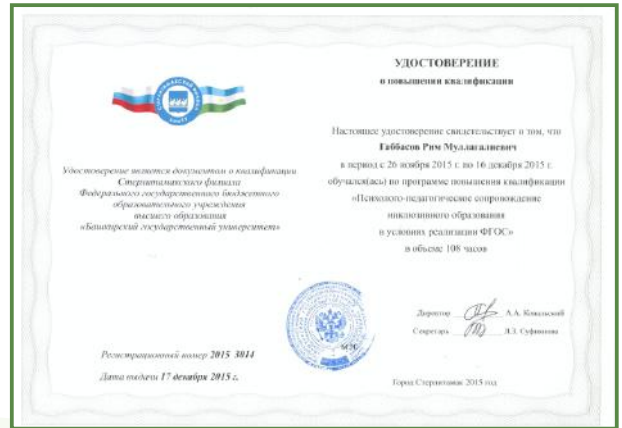 Удостоверение является документом о квалификации
Стерлитамакского филиала
Федерального государственного бюджетного
образовательного учреждения
высшего образования
«Башкирский государственный университет»
Регистрационный номер 2015 3814
Дата выдачи 17 декабря 2015 г.
УДОСТОВЕРЕНИЕ
о повышении квалификации
Настоящее удостоверение свидетельствует о том, что
Габбасов Рим Муллагалиевич
в период с 26 ноября 2015 г. по 16 декабря 2015 г.
обучался(ась) по программе повышения квалификации
«Психолого-педагогическое сопровождение
инклюзивного образования
в условиях реализации ФГОС»
в объеме 108 часов
Директор А.А. Ковальский
Секретарь Л.З. Суфиянова
Город Стерлитамак 2015 год